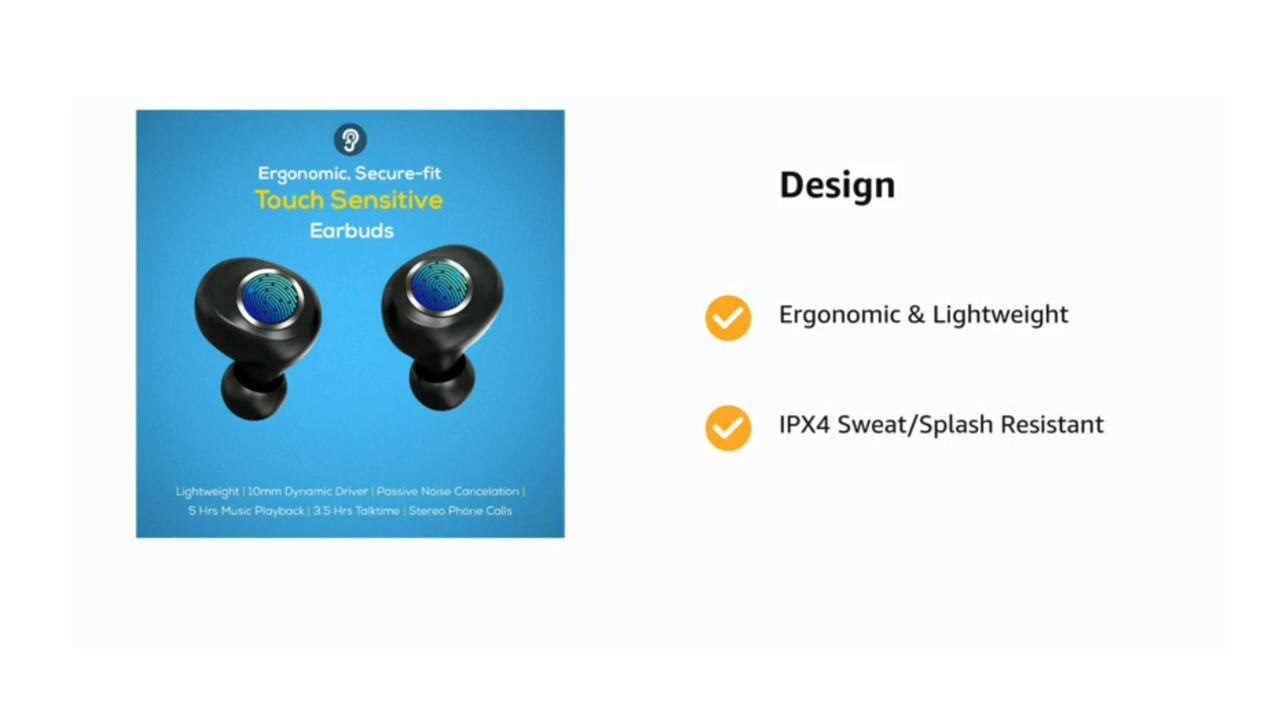 Ergonomic, Secure-fit
Touch Sensitive
Earbuds
Lightweight | 10mm Dynamic Driver | Passive Noise Cancelation |
5 Hrs Music Playback | 3.5 Hrs Talktime | Stereo Phone Calls
Design
Ergonomic & Lightweight
IPX4 Sweat/Splash Resistant